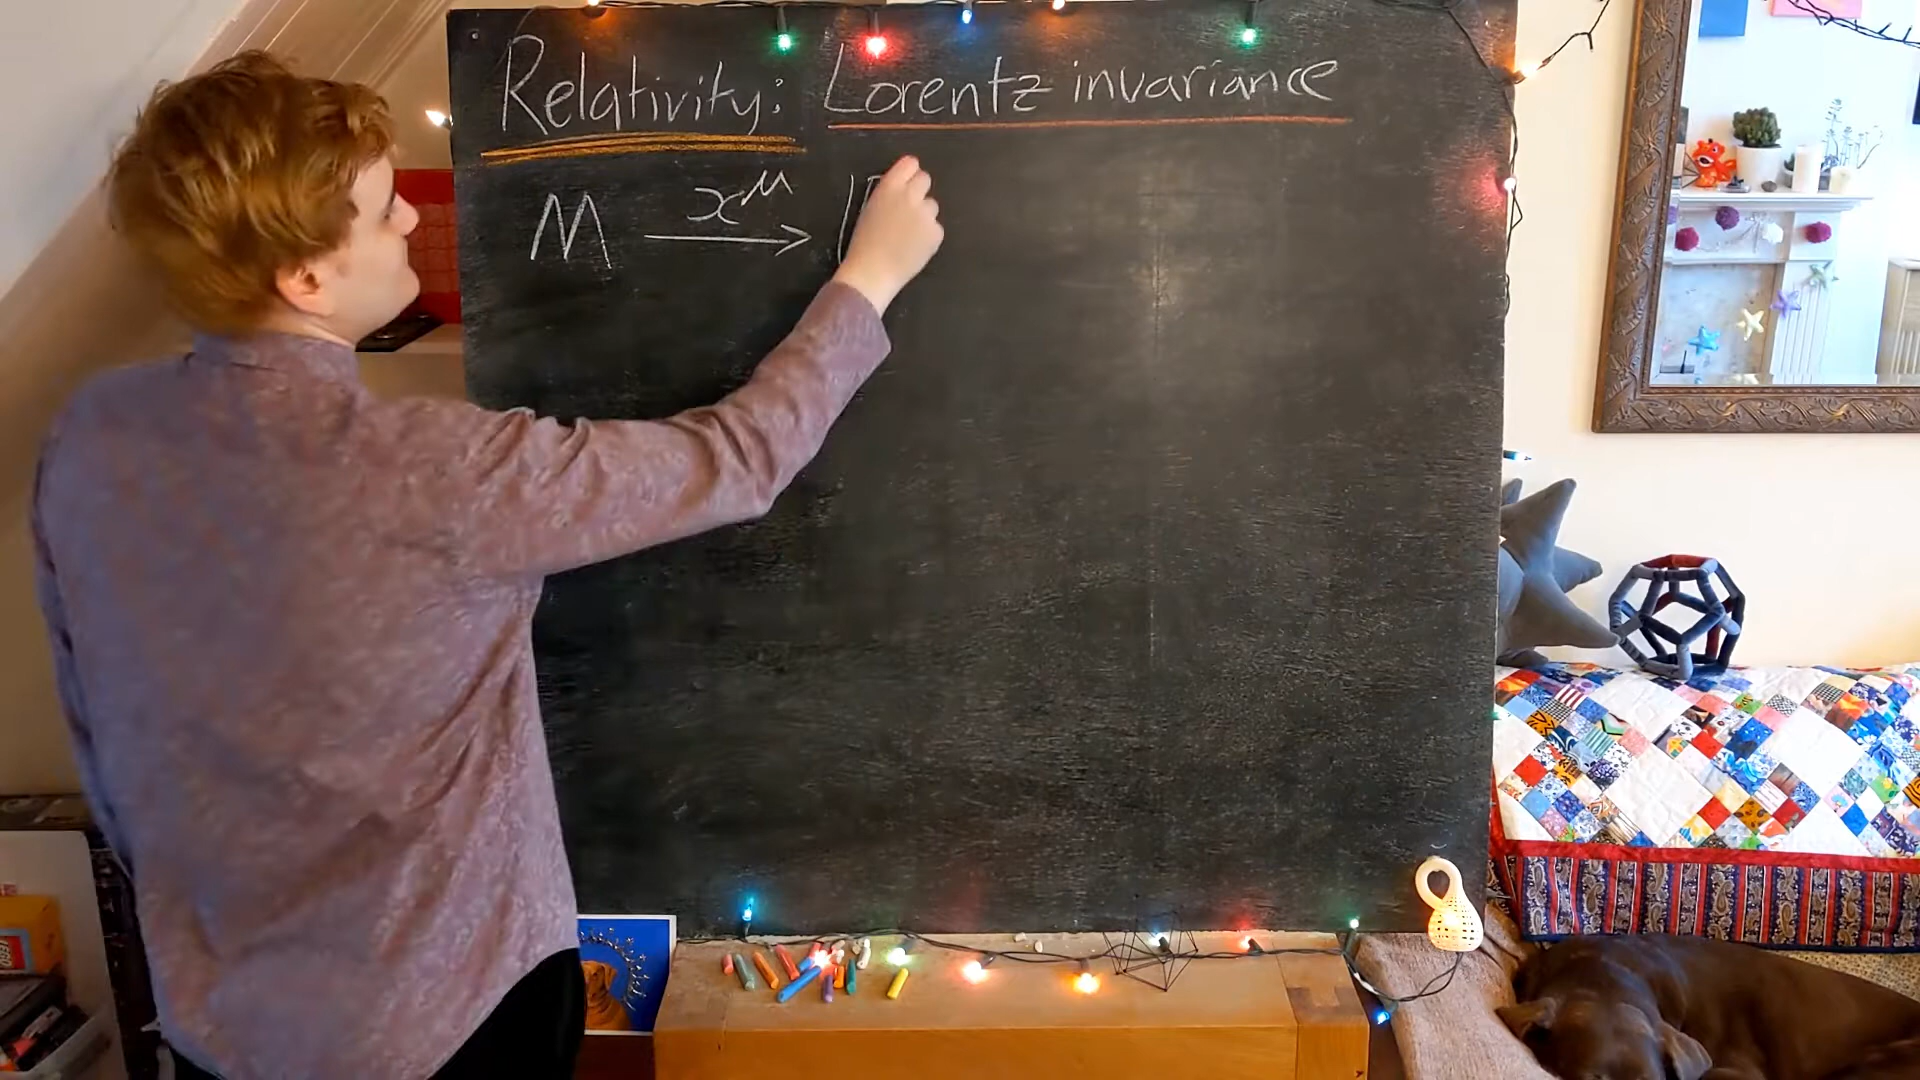 Relativity: Lorentz invariance
M x^μ →